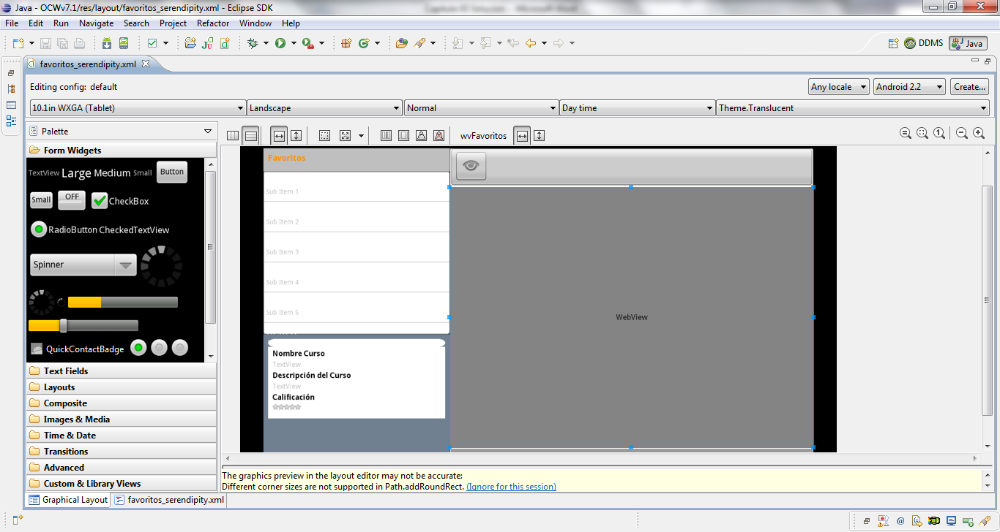 Java - OCWv7.1/res/layout/favoritos_serendipity.xml - Eclipse SDK
File Edit Run Navigate Search Project Refactor Window Help
DDMS Java
favoritos_serendipity.xml
Editing config: default
Any locale Android 2.2 Create...
10.1in WXGA (Tablet) Landscape Normal Day time Theme.Translucent
Palette
wvFavoritos
Form Widgets
TextView Large Medium Small Button
Small OFF CheckBox
RadioButton CheckedTextView
Spinner
QuickContactBadge
Text Fields
Layouts
Composite
Images & Media
Time & Date
Transitions
Advanced
Custom & Library Views
Favoritos
Sub Item 1
Sub Item 2
Sub Item 3
Sub Item 4
Sub Item 5
Nombre Curso
TextView
Descripción del Curso
TextView
Calificación
WebView
The graphics preview in the layout editor may not be accurate:
Different corner sizes are not supported in Path.addRoundRect. (Ignore for this session)
Graphical Layout favoritos_serendipity.xml